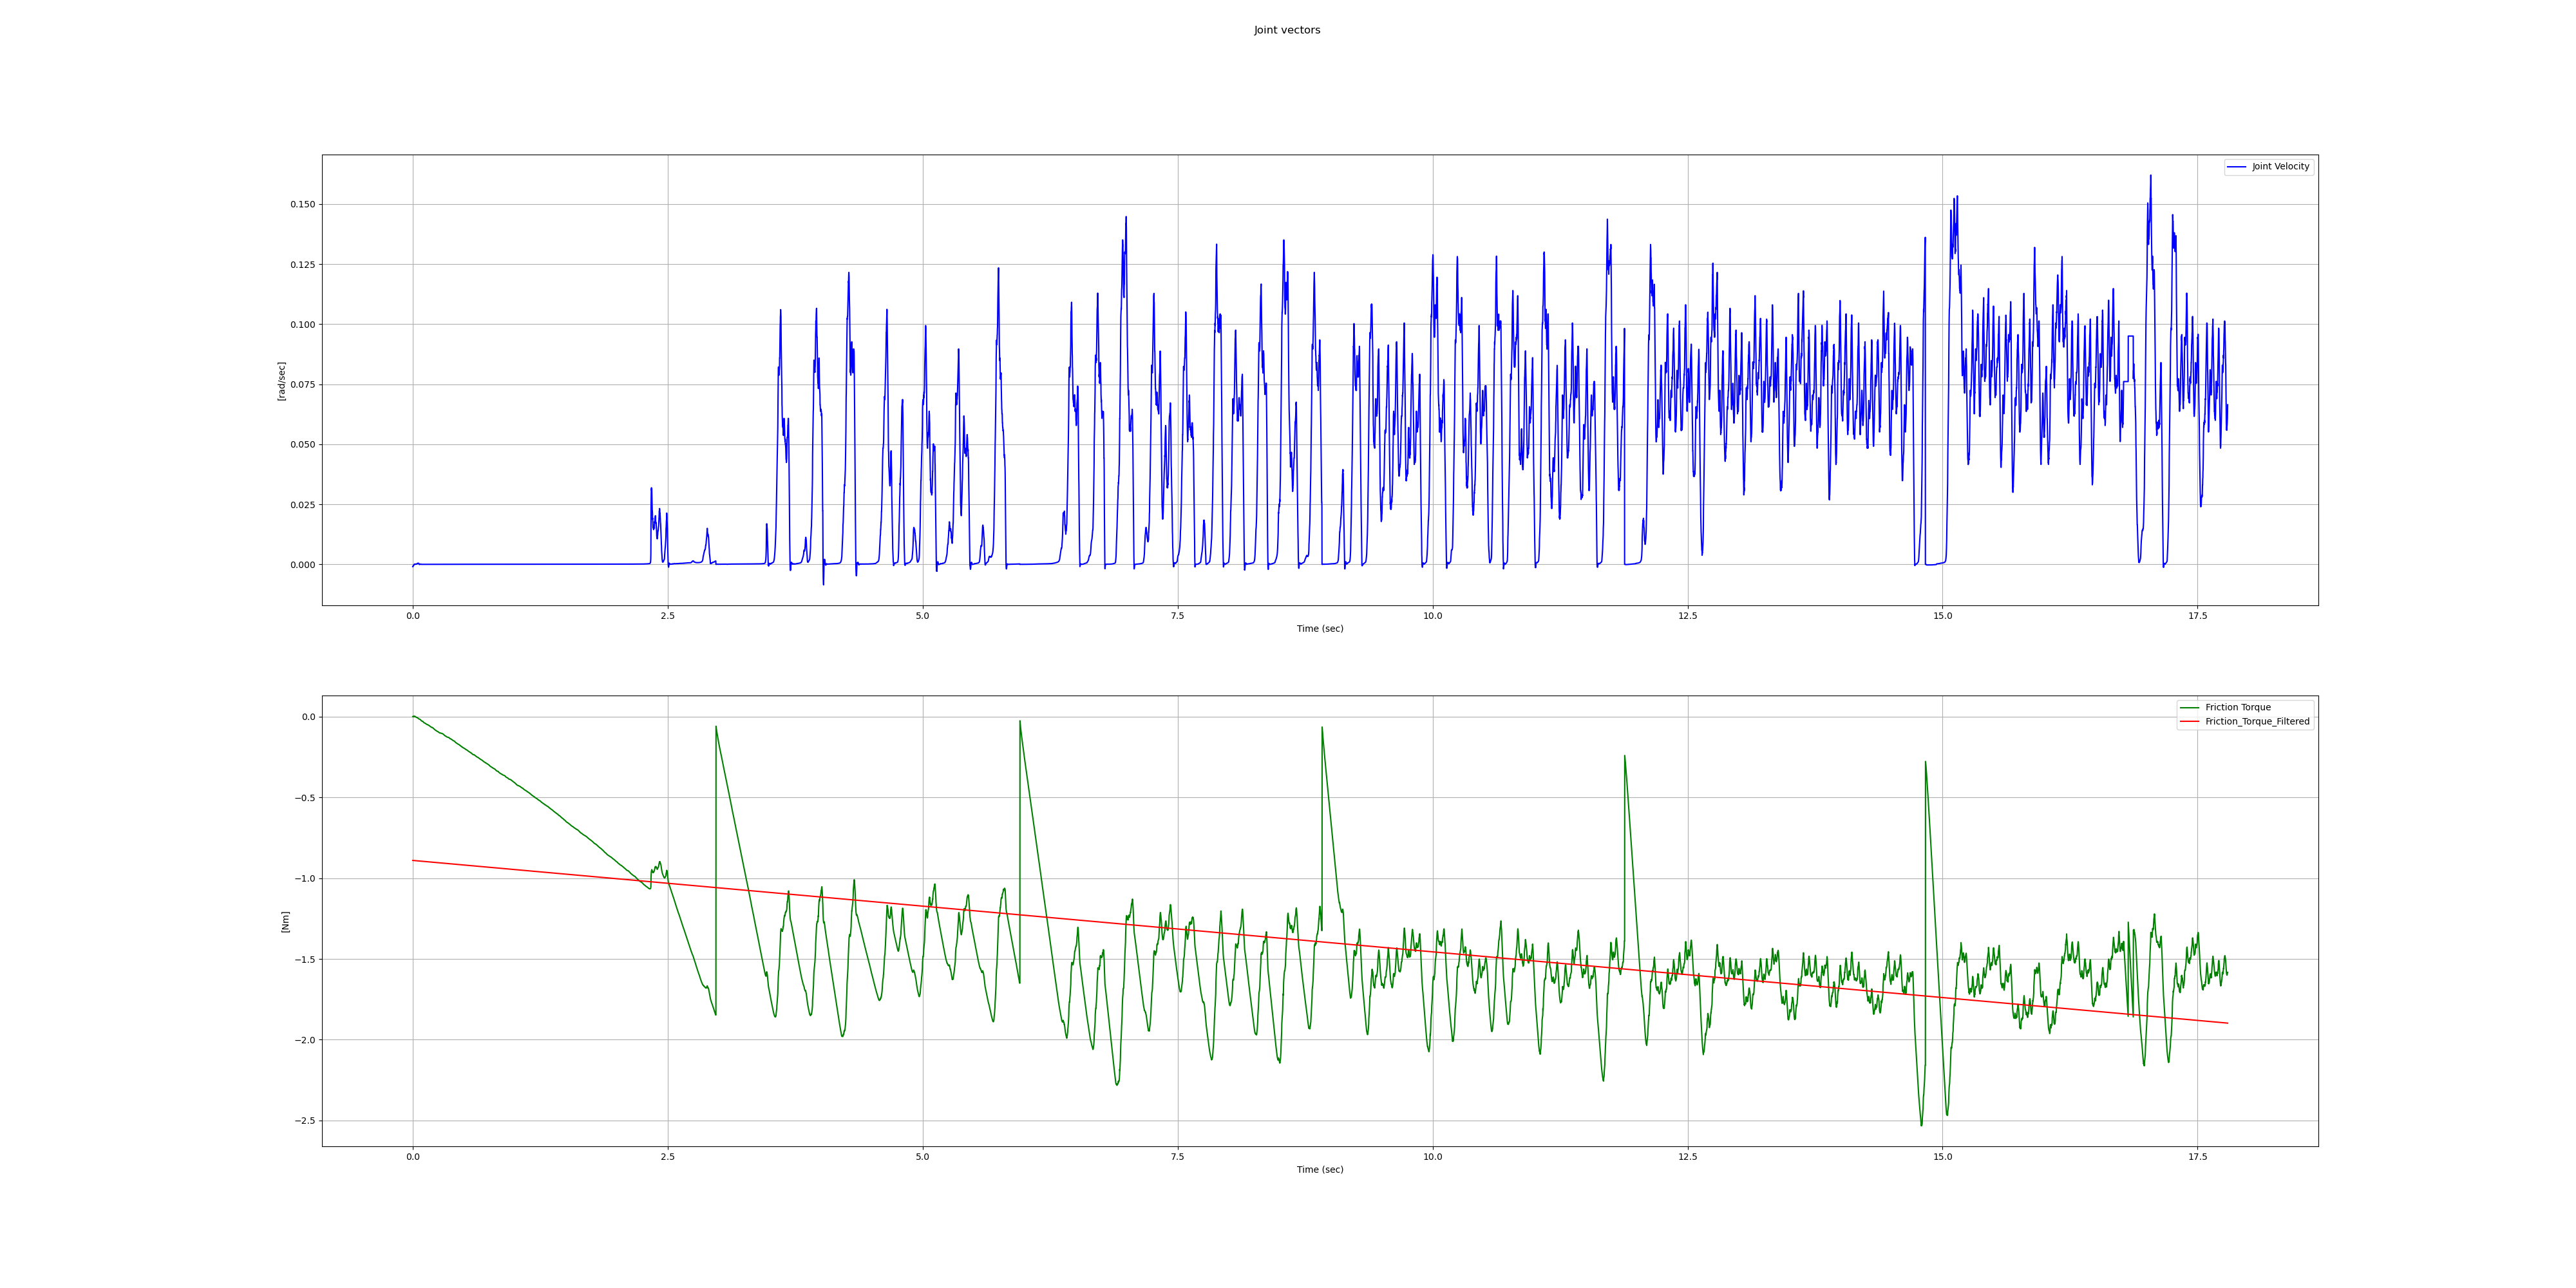 Joint vectors
Joint Velocity
0.150
0.125
0.100
0.075
0.050
0.025
0.000
[rad/sec]
0.0 2.5 5.0 7.5 10.0 12.5 15.0 17.5
Time (sec)
Friction Torque
Friction_Torque_Filtered
0.0
−0.5
−1.0
−1.5
−2.0
−2.5
[Nm]
0.0 2.5 5.0 7.5 10.0 12.5 15.0 17.5
Time (sec)